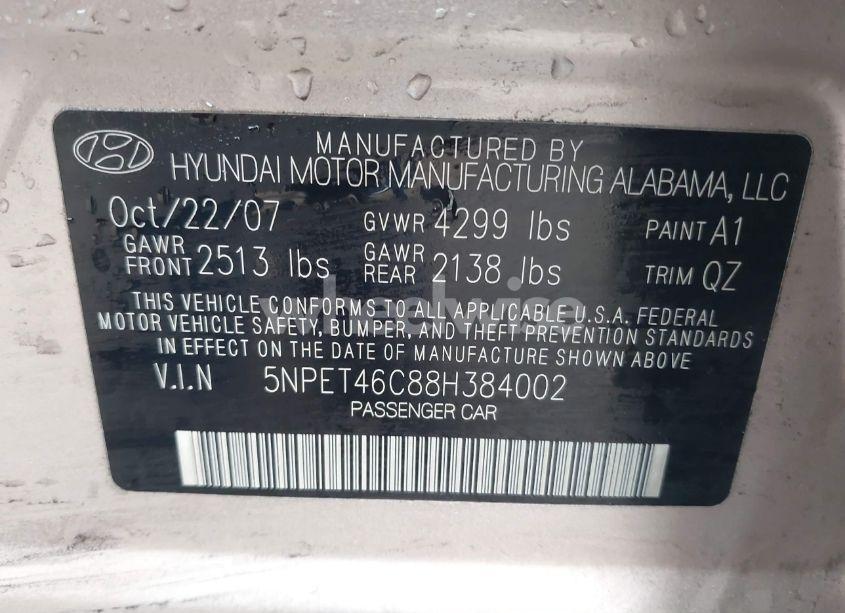 MANUFACTURED BY
HYUNDAI MOTOR MANUFACTURING ALABAMA, LLC
Oct/22/07 GVWR 4299 lbs PAINT A1
GAWR FRONT 2513 lbs GAWR REAR 2138 lbs TRIM QZ
THIS VEHICLE CONFORMS TO ALL APPLICABLE U.S.A. FEDERAL
MOTOR VEHICLE SAFETY, BUMPER, AND THEFT PREVENTION STANDARDS
IN EFFECT ON THE DATE OF MANUFACTURE SHOWN ABOVE.
V.I.N 5NPET46C88H384002
PASSENGER CAR